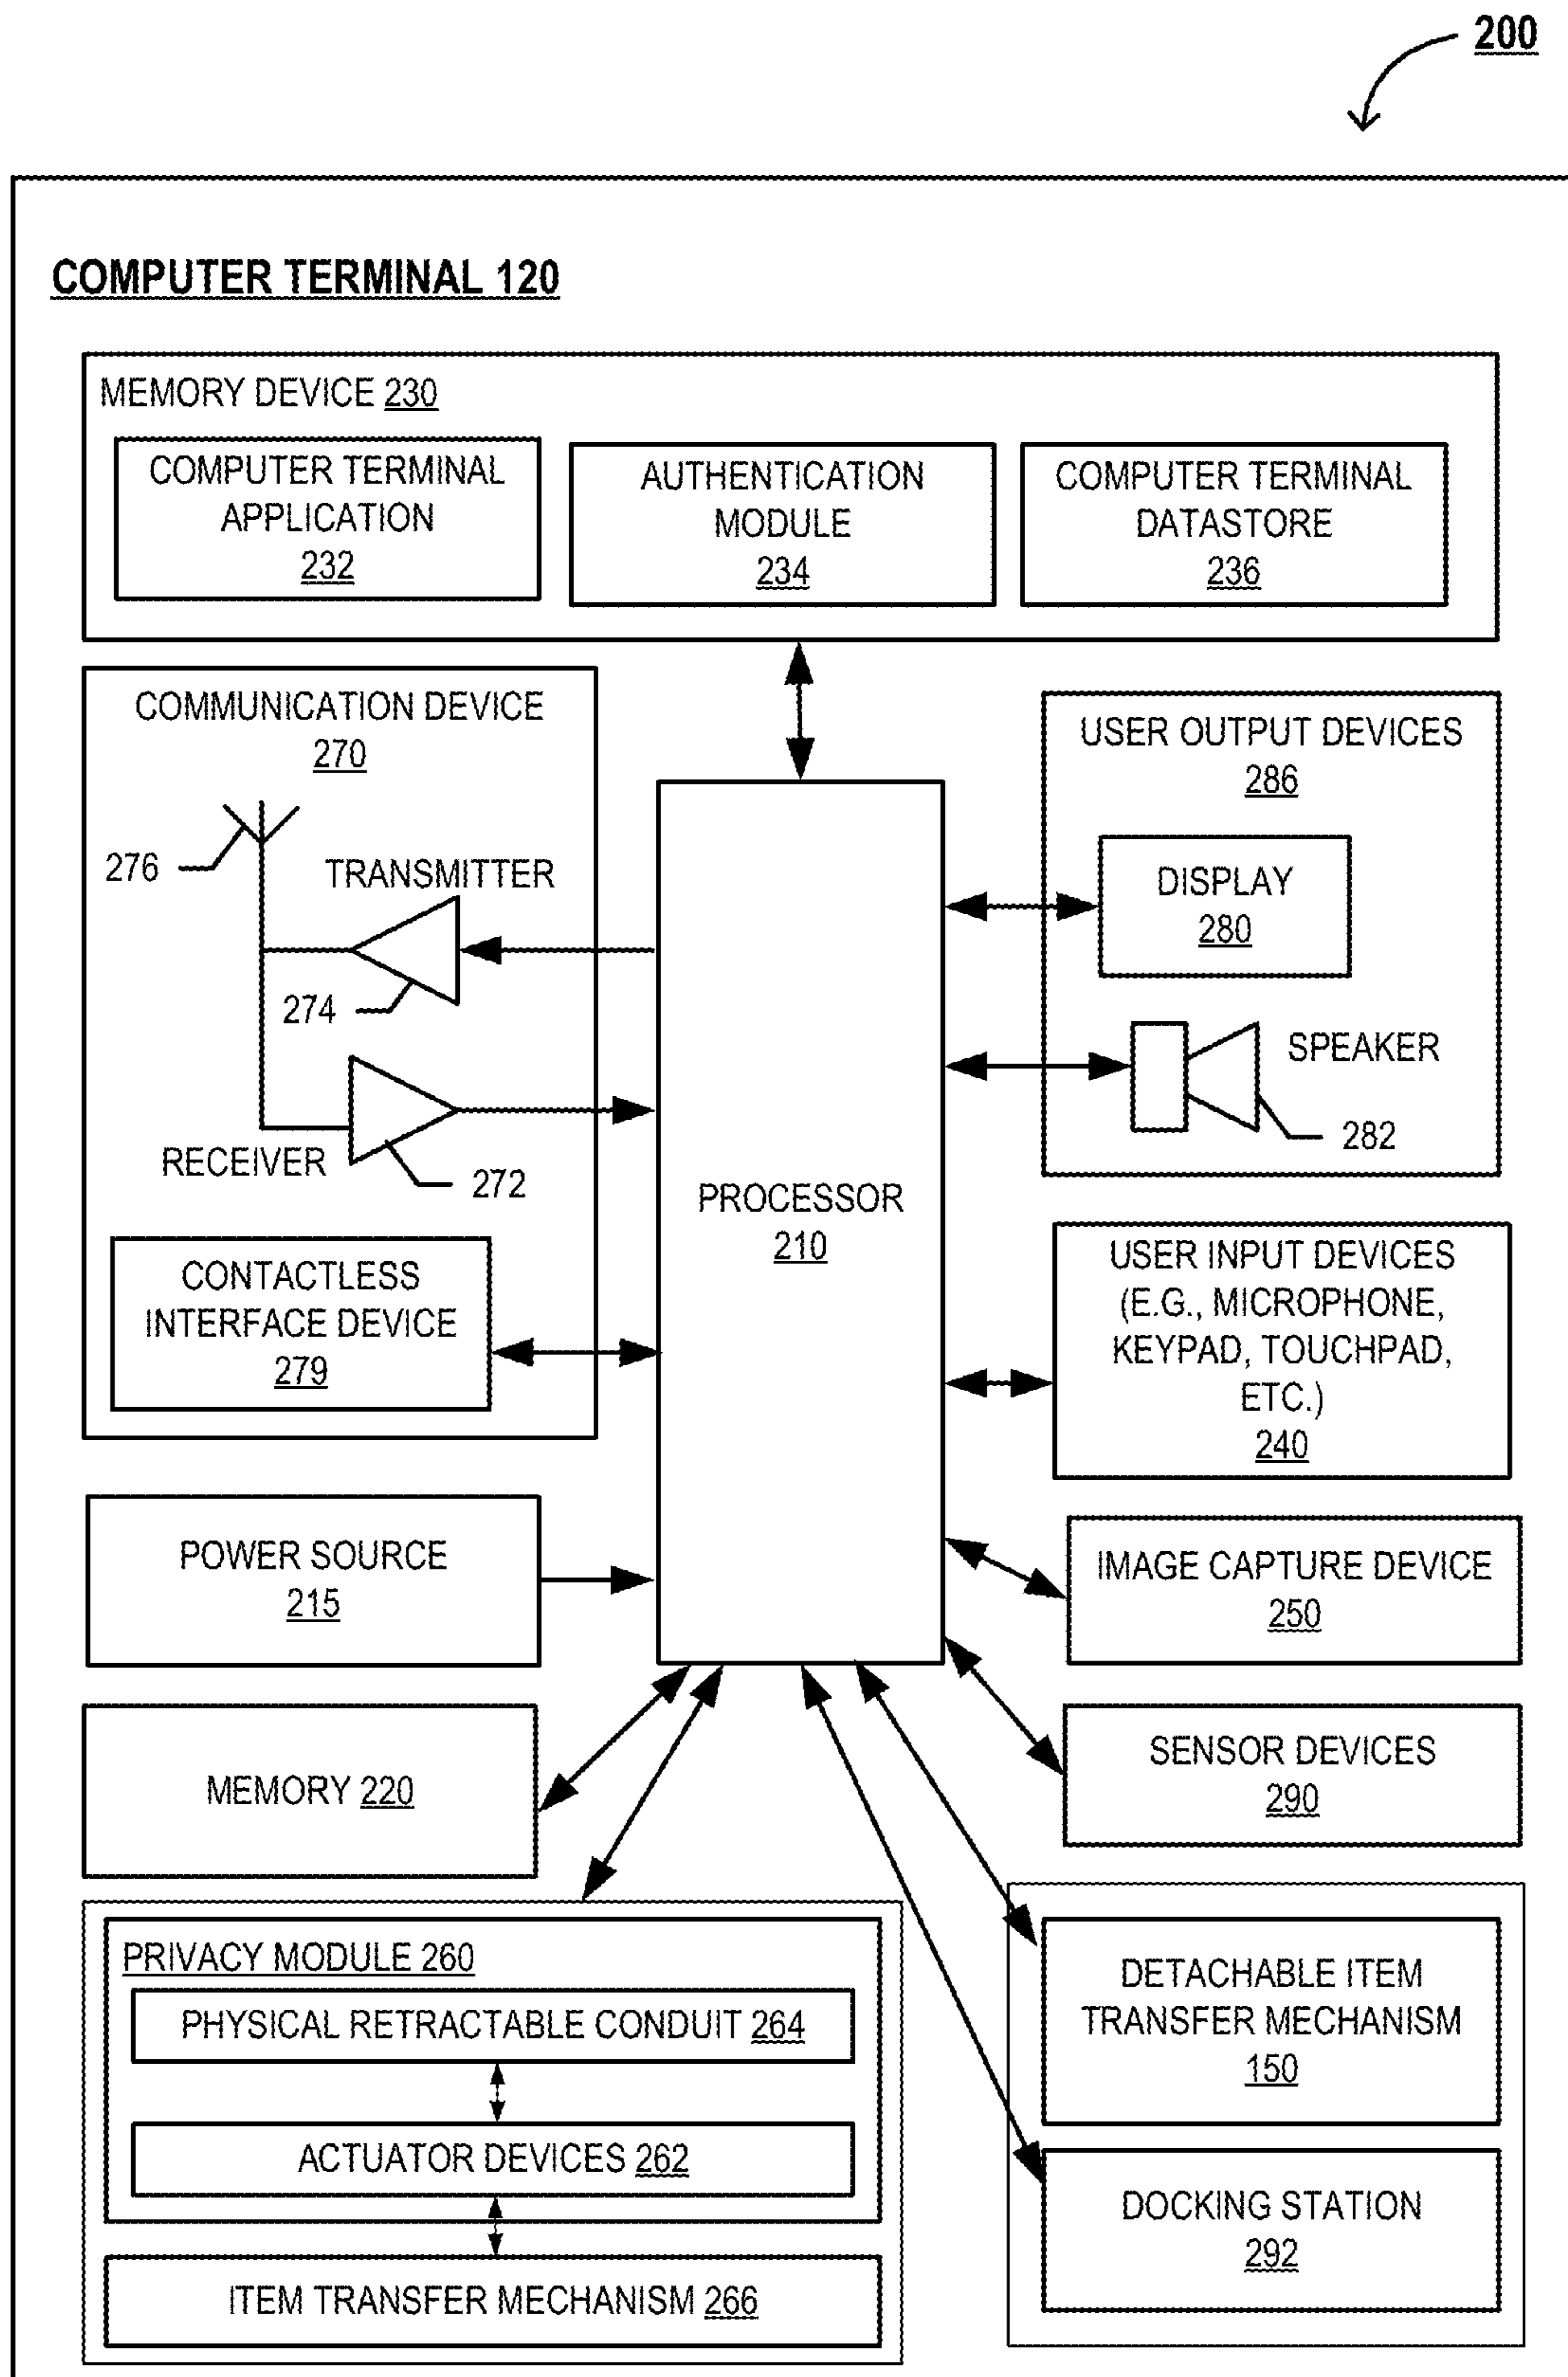 200
COMPUTER TERMINAL 120
MEMORY DEVICE 230
COMPUTER TERMINAL
APPLICATION
232
AUTHENTICATION
MODULE
234
COMPUTER TERMINAL
DATASTORE
236
COMMUNICATION DEVICE
270
276
TRANSMITTER
274
RECEIVER
272
CONTACTLESS
INTERFACE DEVICE
279
PROCESSOR
210
USER OUTPUT DEVICES
286
DISPLAY
280
SPEAKER
282
USER INPUT DEVICES
(E.G., MICROPHONE,
KEYPAD, TOUCHPAD,
ETC.)
240
POWER SOURCE
215
IMAGE CAPTURE DEVICE
250
MEMORY 220
SENSOR DEVICES
290
PRIVACY MODULE 260
PHYSICAL RETRACTABLE CONDUIT 264
ACTUATOR DEVICES 262
ITEM TRANSFER MECHANISM 266
DETACHABLE ITEM
TRANSFER MECHANISM
150
DOCKING STATION
292